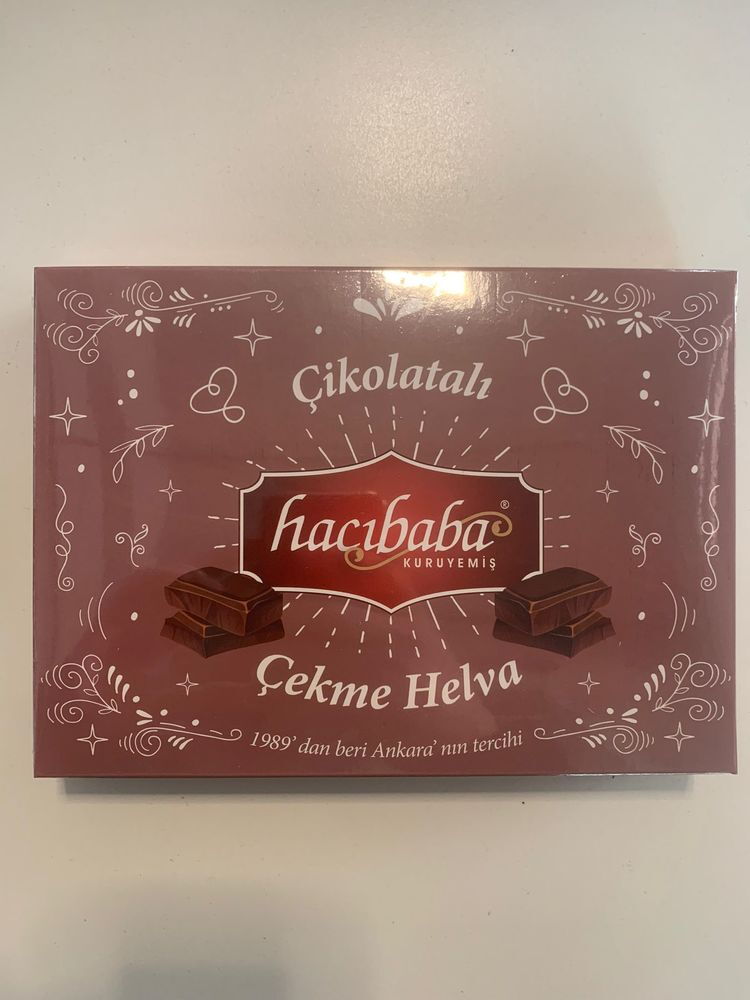 Çikolatalı
hacıbaba®
KURUYEMİŞ
Çekme Helva
1989'dan beri Ankara'nın tercihi